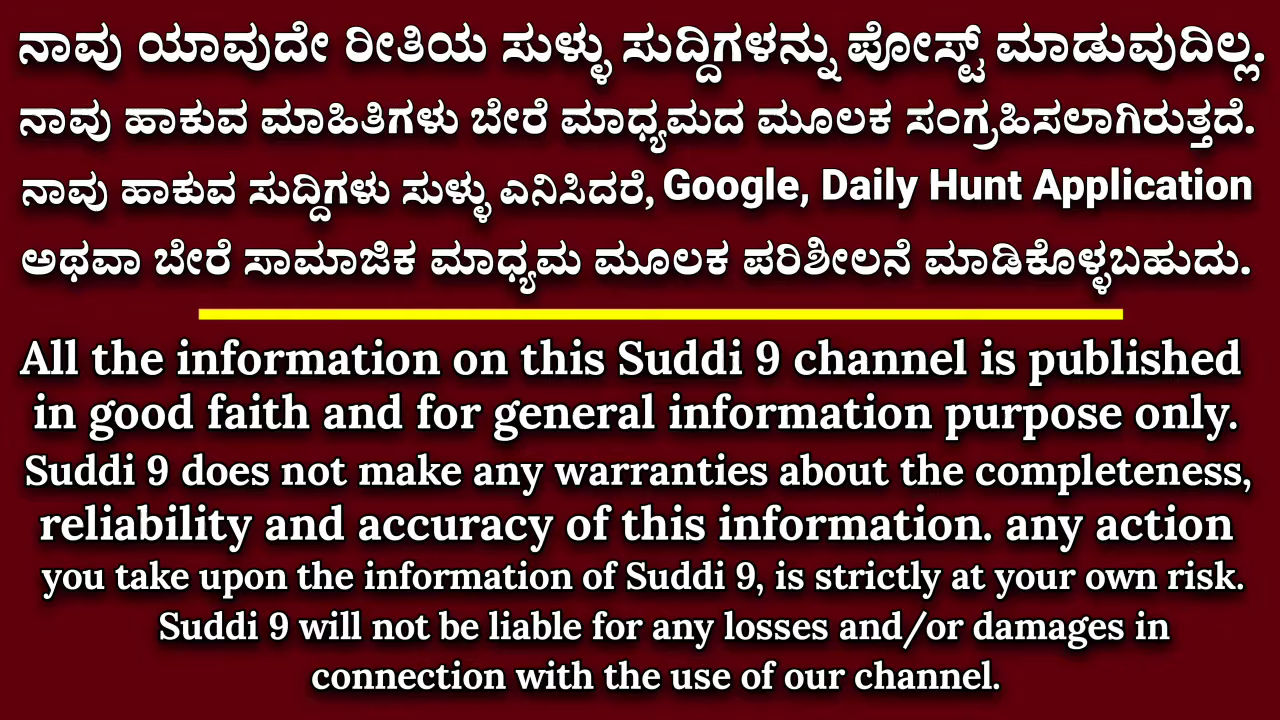 ನಾವು ಯಾವುದೇ ರೀತಿಯ ಸುಳ್ಳು ಸುದ್ದಿಗಳನ್ನು ಪೋಸ್ಟ್ ಮಾಡುವುದಿಲ್ಲ.
ನಾವು ಹಾಕುವ ಮಾಹಿತಿಗಳು ಬೇರೆ ಮಾಧ್ಯಮದ ಮೂಲಕ ಸಂಗ್ರಹಿಸಲಾಗಿರುತ್ತದೆ.
ನಾವು ಹಾಕುವ ಸುದ್ದಿಗಳು ಸುಳ್ಳು ಎನಿಸಿದರೆ, Google, Daily Hunt Application
ಅಥವಾ ಬೇರೆ ಸಾಮಾಜಿಕ ಮಾಧ್ಯಮ ಮೂಲಕ ಪರಿಶೀಲನೆ ಮಾಡಿಕೊಳ್ಳಬಹುದು.
All the information on this Suddi 9 channel is published
in good faith and for general information purpose only.
Suddi 9 does not make any warranties about the completeness,
reliability and accuracy of this information. any action
you take upon the information of Suddi 9, is strictly at your own risk.
Suddi 9 will not be liable for any losses and/or damages in
connection with the use of our channel.